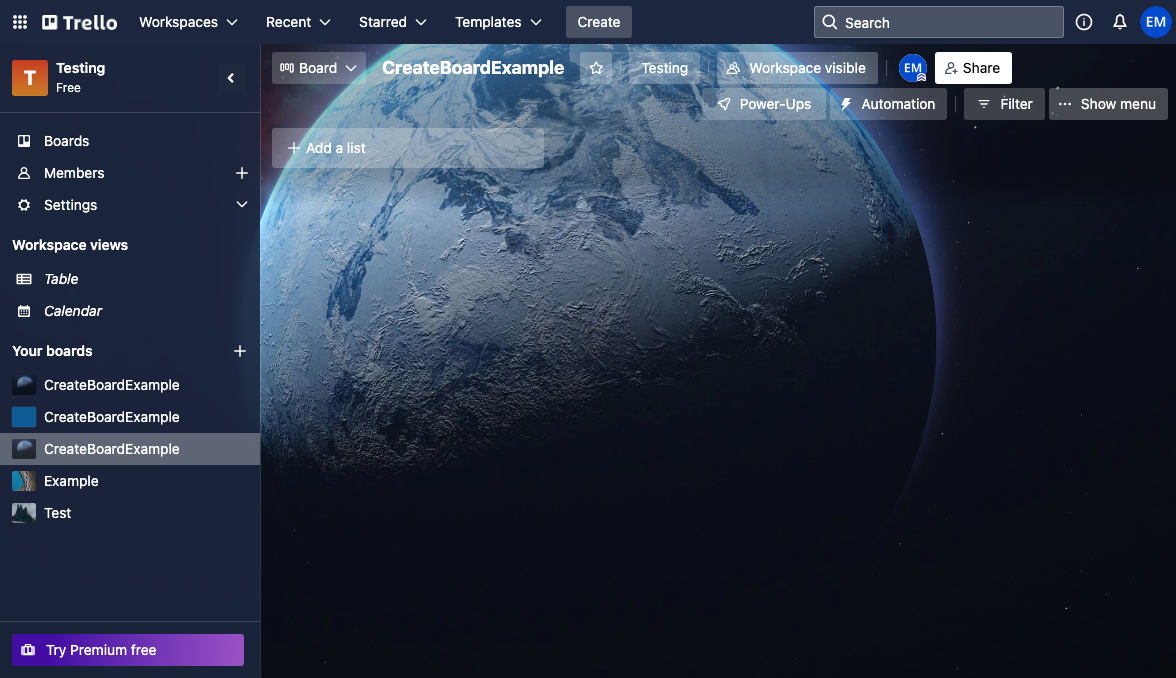 Trello Workspaces Recent Starred Templates Create Search EM
T Testing
Free
Board CreateBoardExample Testing Workspace visible EM Share
Power-Ups Automation Filter Show menu
Add a list
Boards
Members
Settings
Workspace views
Table
Calendar
Your boards
CreateBoardExample
CreateBoardExample
CreateBoardExample
Example
Test
Try Premium free